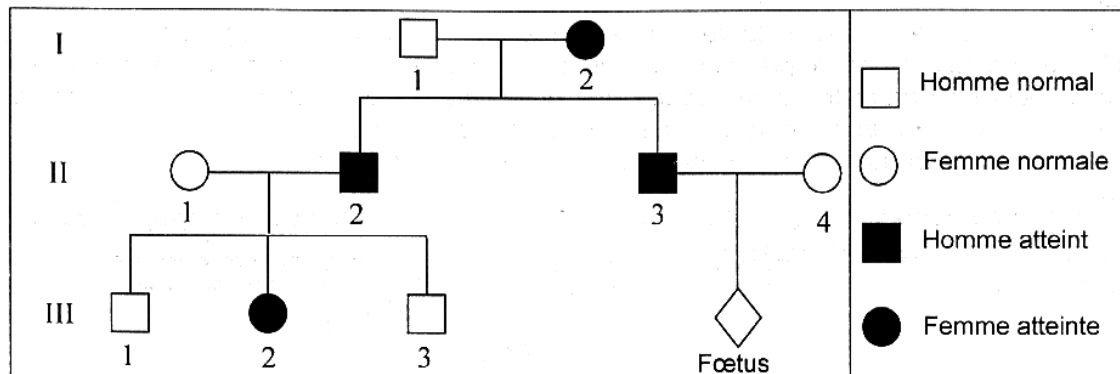 I
1 2
Homme normal
II
1 2 3 4
Femme normale
Homme atteint
III
1 2 3
Fœtus
Femme atteinte